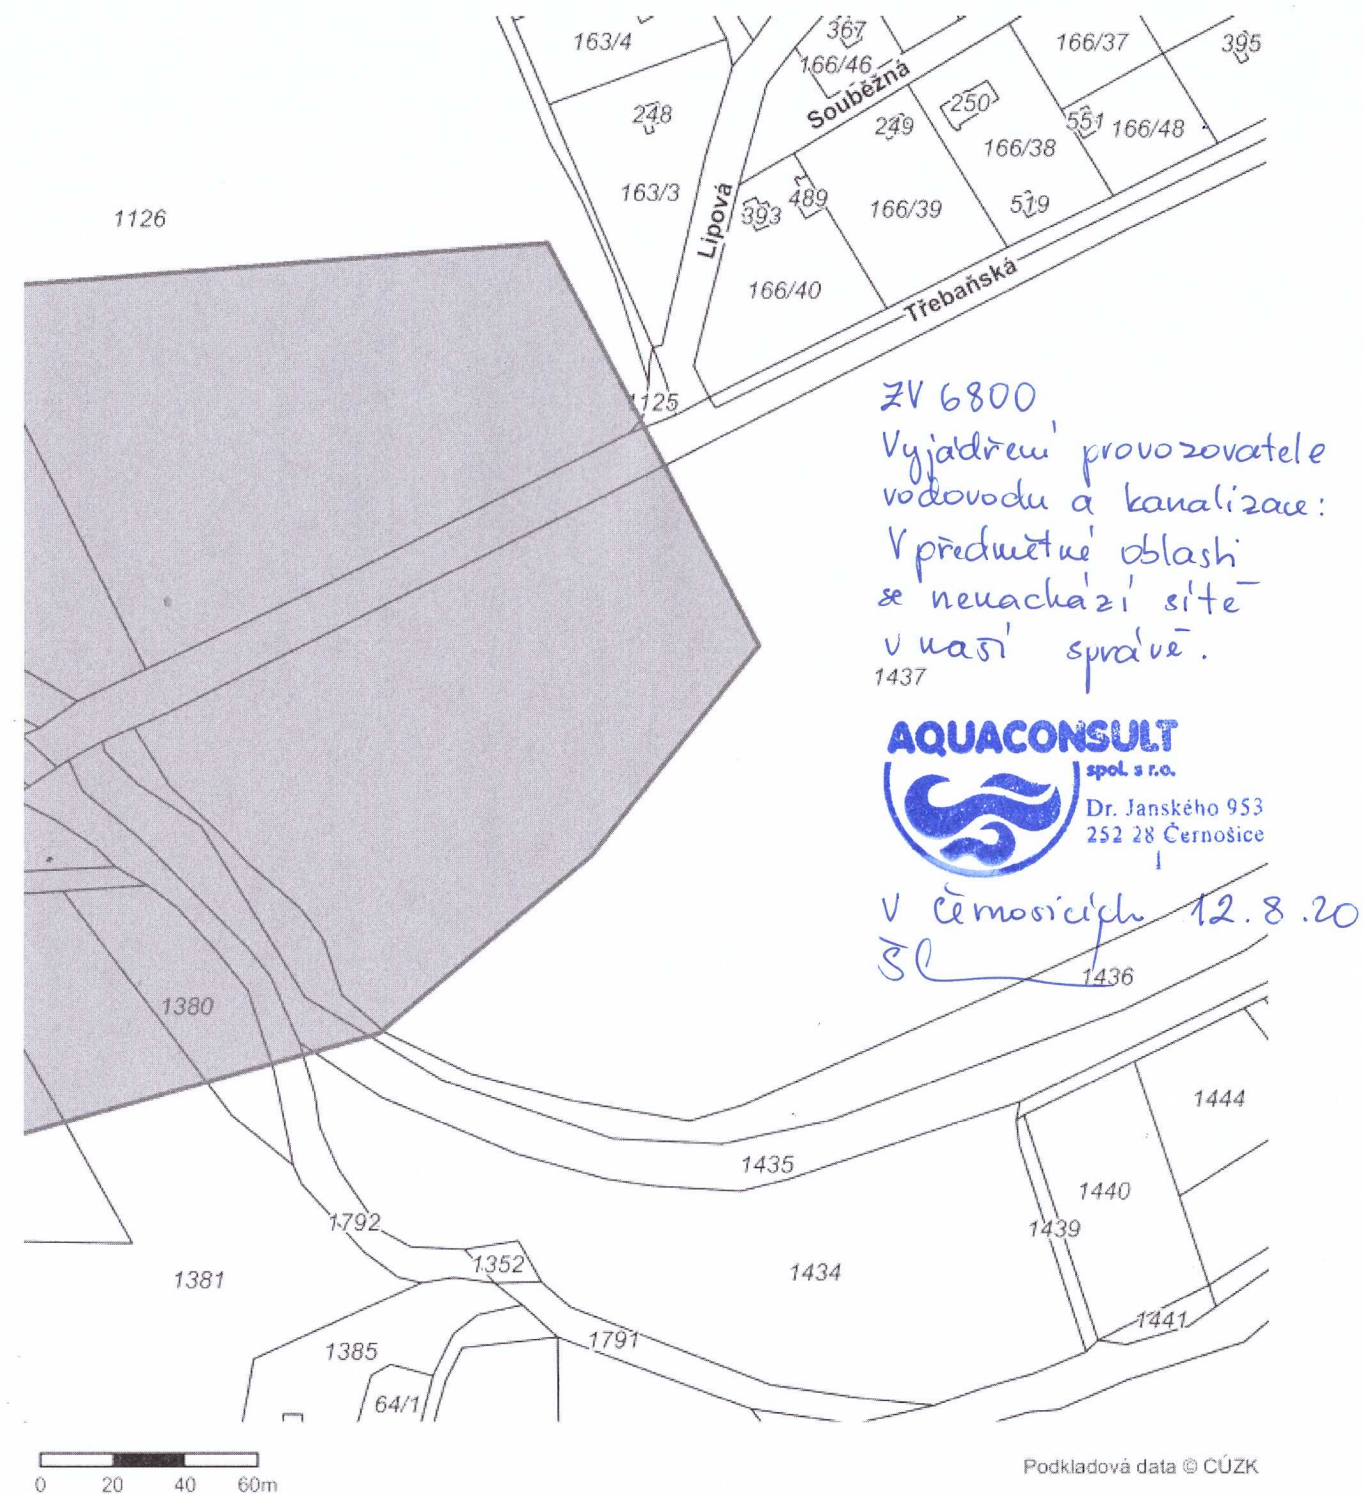 163/4
367
166/46
Souběžná
166/37
395
248
249
250
551
166/48
166/38
163/3
Lipová
393
489
166/39
519
1126
166/40
Třebaňská
1125
ZV 6800
Vyjádření provozovatele
vodovodu a kanalizace:
V předmětné oblasti
se nenachází sítě
v naší správě.
1437
AQUACONSULT
spol. s r.o.
Dr. Janského 953
252 28 Černošice
1
V Černošicích 12.8.20
1436
1380
1444
1435
1440
1439
1792
1352
1434
1381
1441
1791
1385
64/1
0 20 40 60m
Podkladová data © ČÚZK